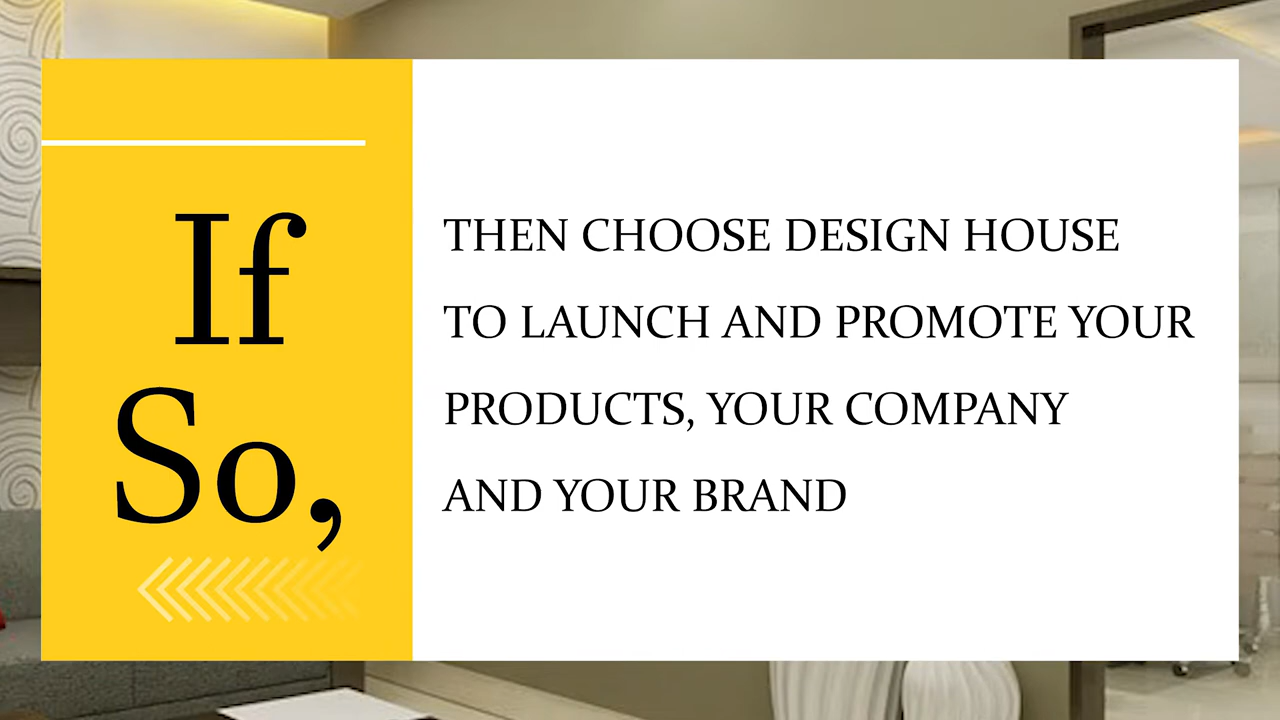 If
So,
THEN CHOOSE DESIGN HOUSE
TO LAUNCH AND PROMOTE YOUR
PRODUCTS, YOUR COMPANY
AND YOUR BRAND